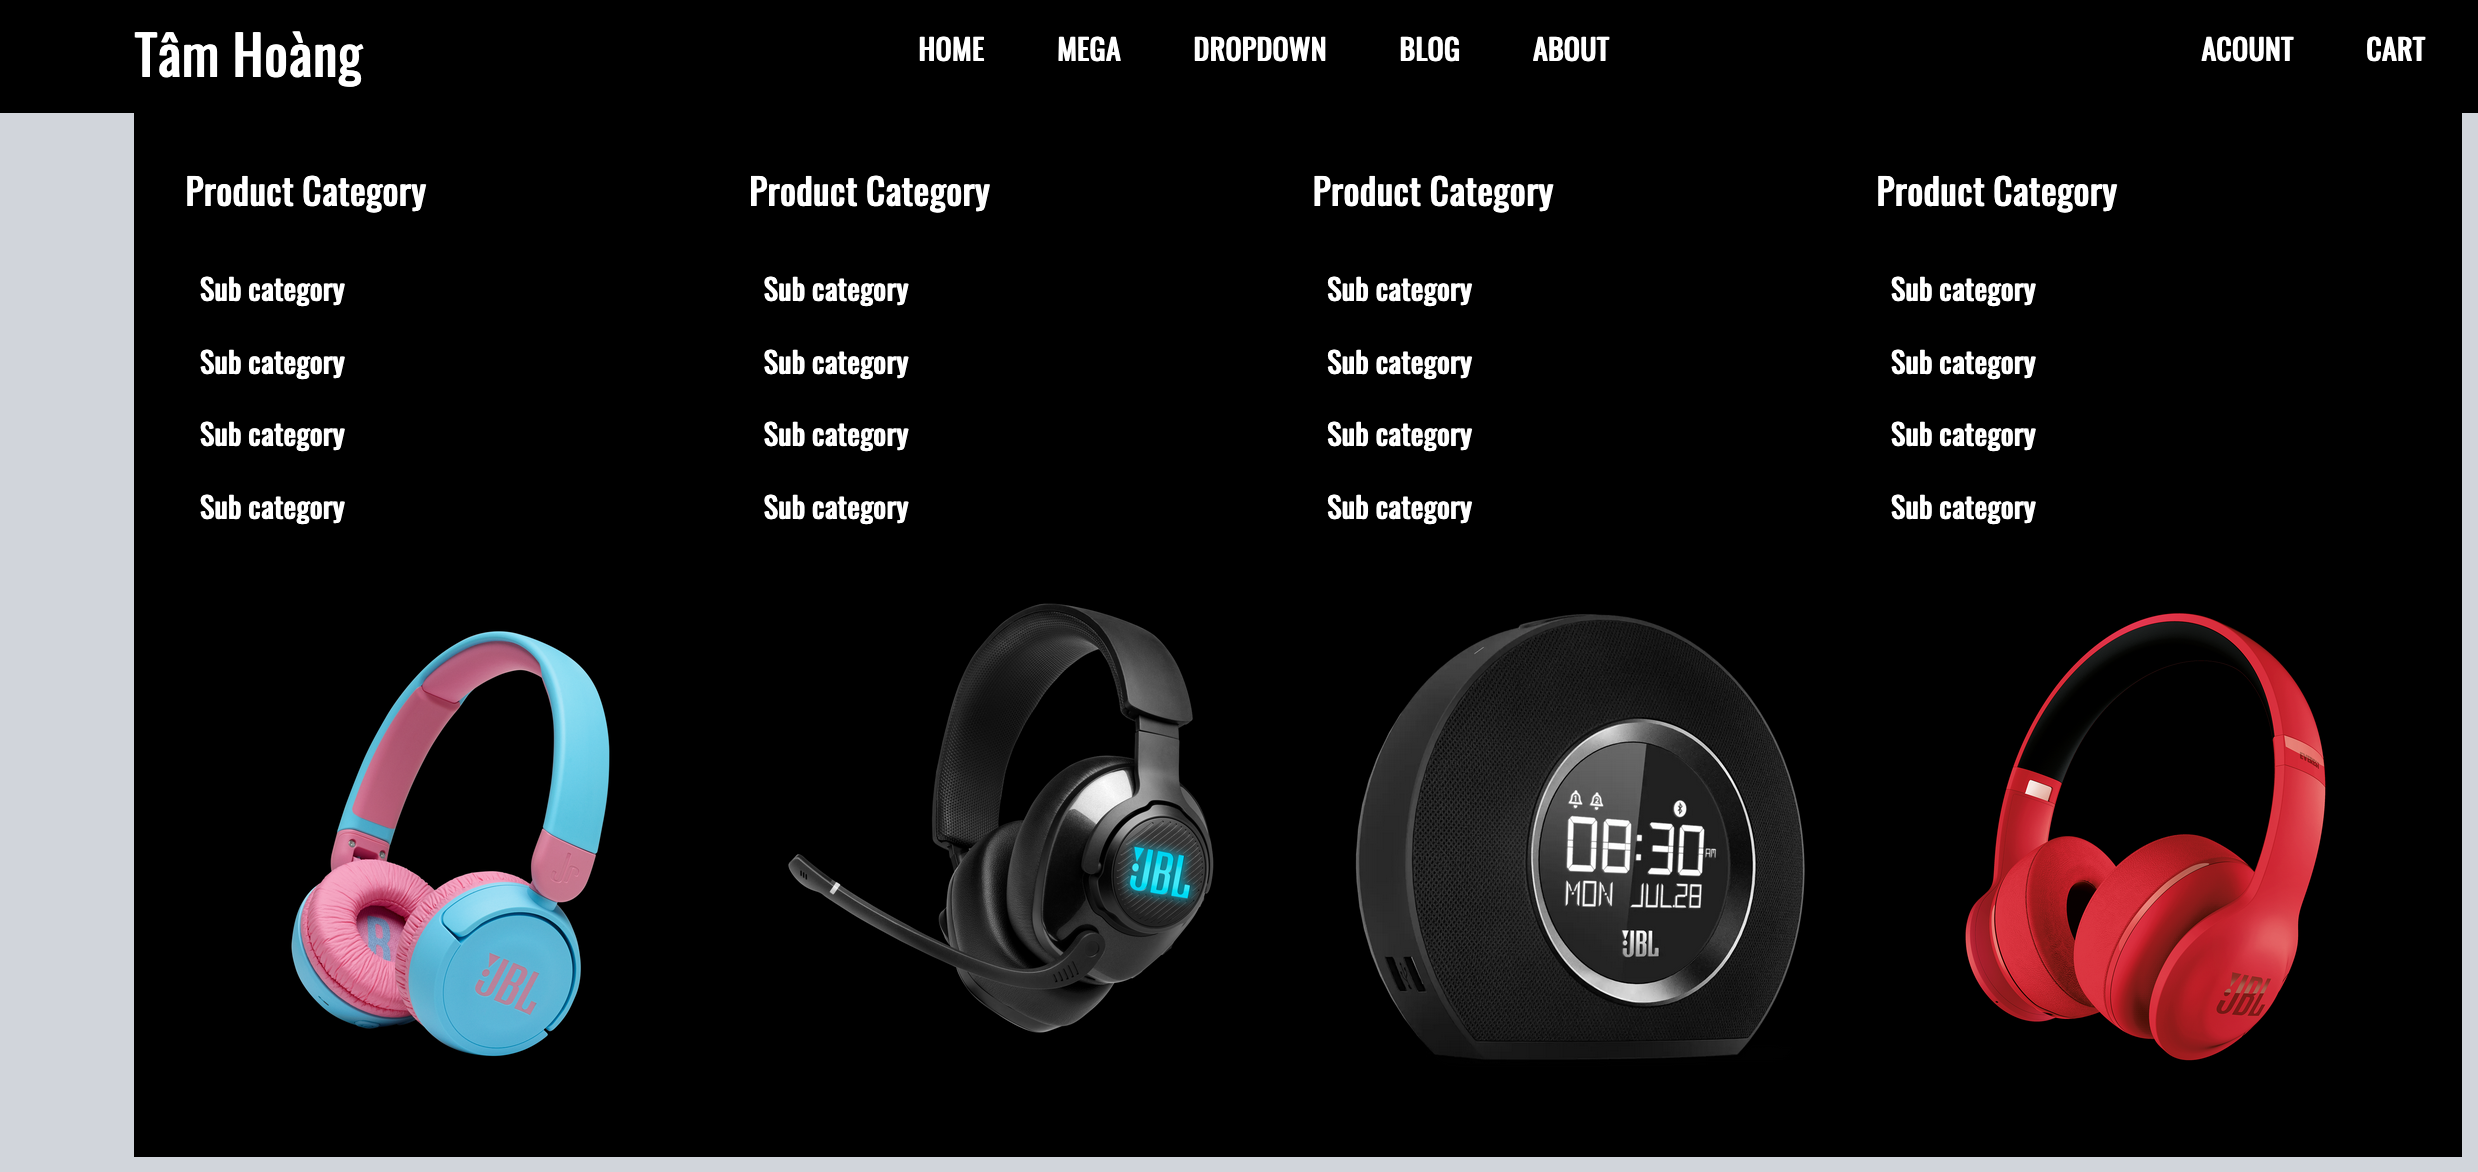 Tâm Hoàng
HOME MEGA DROPDOWN BLOG ABOUT
ACOUNT CART
Product Category Product Category Product Category Product Category
Sub category Sub category Sub category Sub category
Sub category Sub category Sub category Sub category
Sub category Sub category Sub category Sub category
Sub category Sub category Sub category Sub category
Jr
R
JBL
JBL
08:30 AM
MON JUL28
JBL
JBL